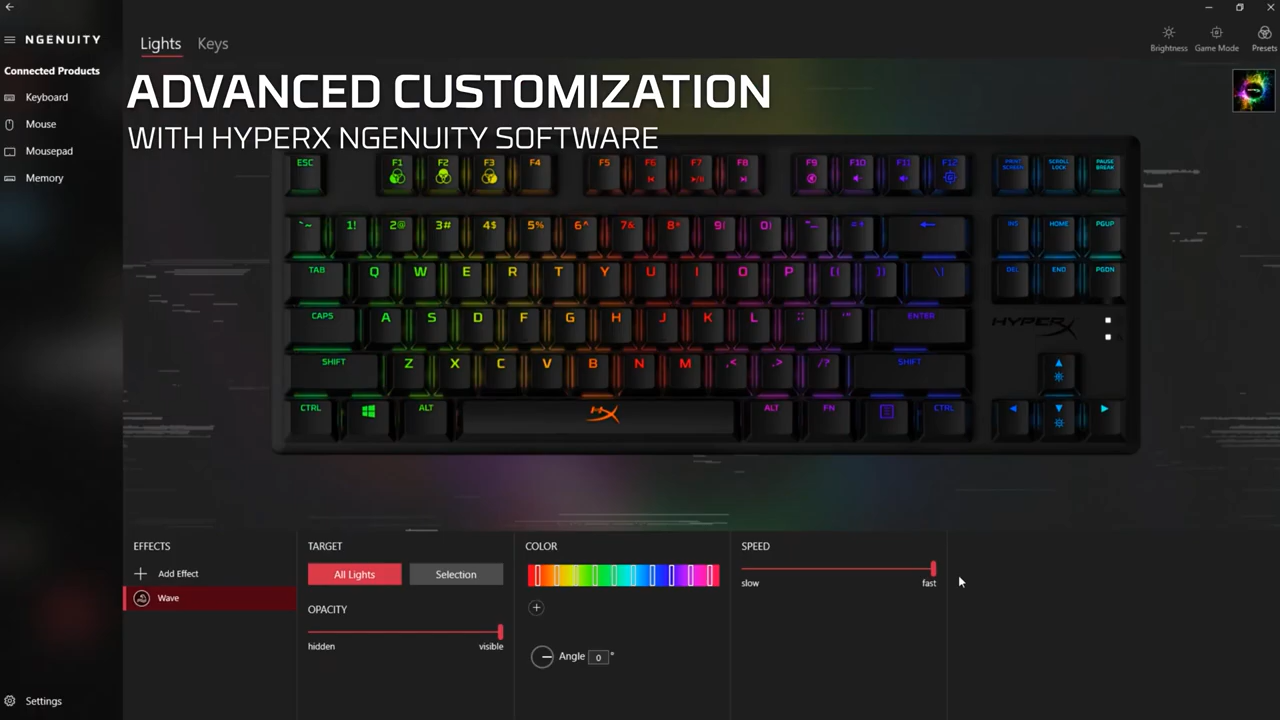 NGENUITY
Lights Keys
Brightness Game Mode Presets
Connected Products
Keyboard
Mouse
Mousepad
Memory
Settings
ADVANCED CUSTOMIZATION
WITH HYPERX NGENUITY SOFTWARE
ESC F1 F2 F3 F4 F5 F6 F7 F8 F9 F10 F11 F12 PRINT SCREEN SCROLL LOCK PAUSE BREAK
~ 1! 2@ 3# 4$ 5% 6^ 7& 8* 9( 0) INS HOME PGUP
TAB Q W E R T Y U I O P [{ ]} \| DEL END PGDN
CAPS A S D F G H J K L ;: '" ENTER HYPERX
SHIFT Z X C V B N M ,< .> /? SHIFT
CTRL ALT HX ALT FN CTRL
EFFECTS
Add Effect
Wave
TARGET
All Lights Selection
OPACITY
hidden visible
COLOR
Angle 0 °
SPEED
slow fast